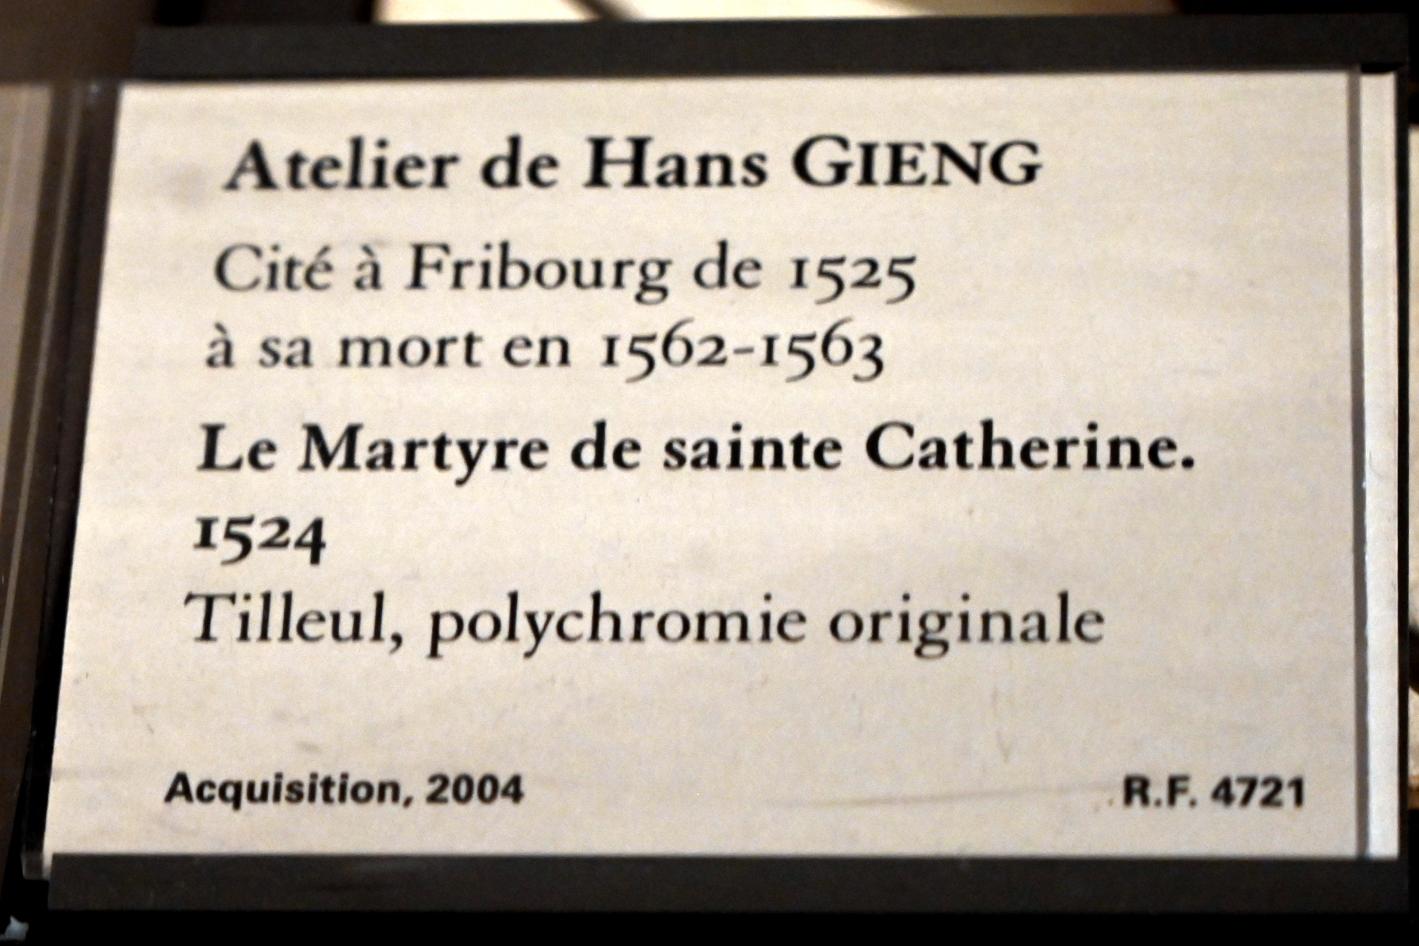 Atelier de Hans GIENG
Cité à Fribourg de 1525
à sa mort en 1562-1563
Le Martyre de sainte Catherine.
1524
Tilleul, polychromie originale
Acquisition, 2004
R.F. 4721